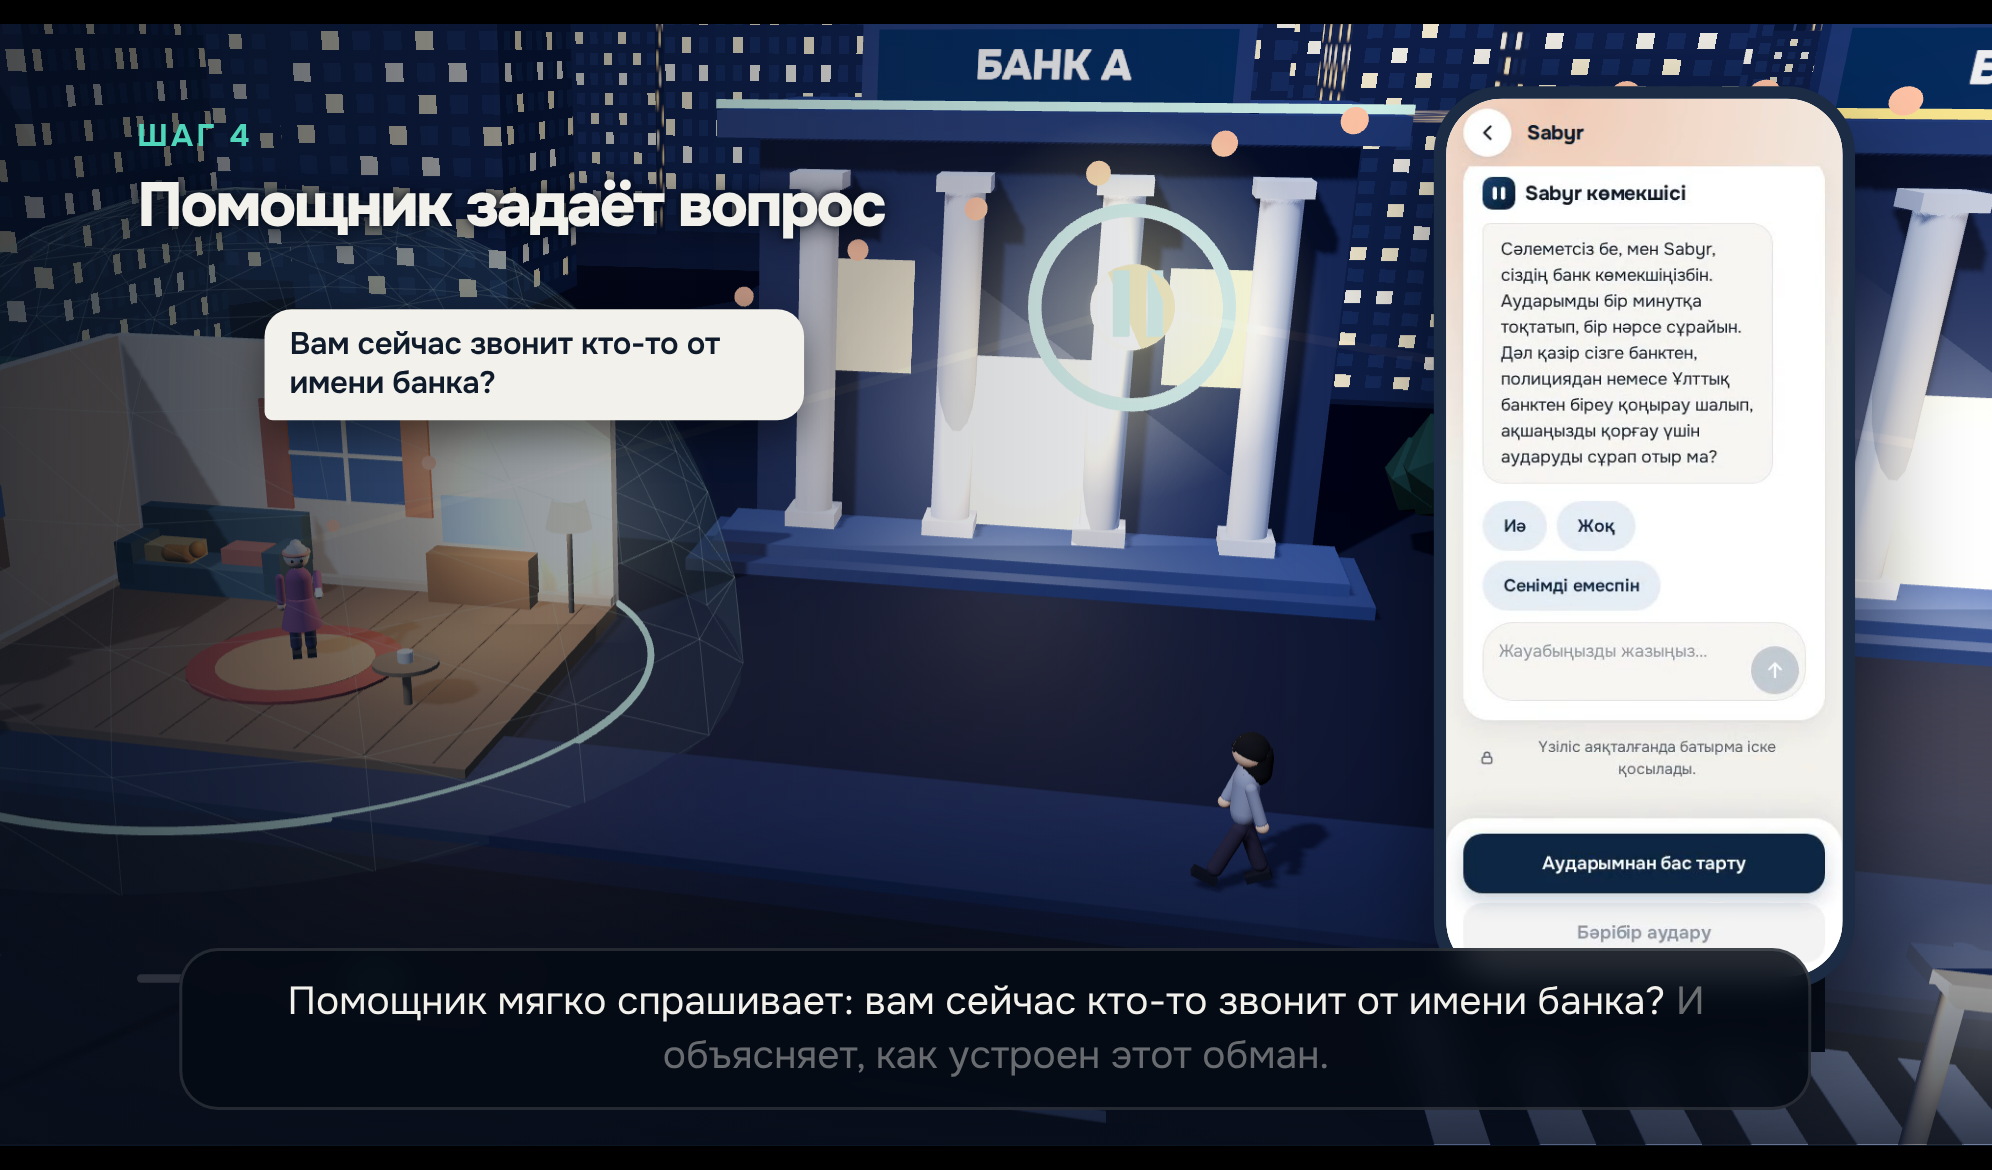 БАНК А
ШАГ 4
Помощник задаёт вопрос
Вам сейчас звонит кто-то от
имени банка?
Sabyr
Sabyr көмекшісі
Сәлеметсіз бе, мен Sabyr,
сіздің банк көмекшіңізбін.
Аударымды бір минутқа
тоқтатып, бір нәрсе сұрайын.
Дәл қазір сізге банктен,
полициядан немесе Ұлттық
банктен біреу қоңырау шалып,
ақшаңызды қорғау үшін
аударуды сұрап отыр ма?
Иә
Жоқ
Сенімді емеспін
Жауабыңызды жазыңыз...
Үзіліс аяқталғанда батырма іске
қосылады.
Аударымнан бас тарту
Бәрібір аудару
Помощник мягко спрашивает: вам сейчас кто-то звонит от имени банка? И
объясняет, как устроен этот обман.